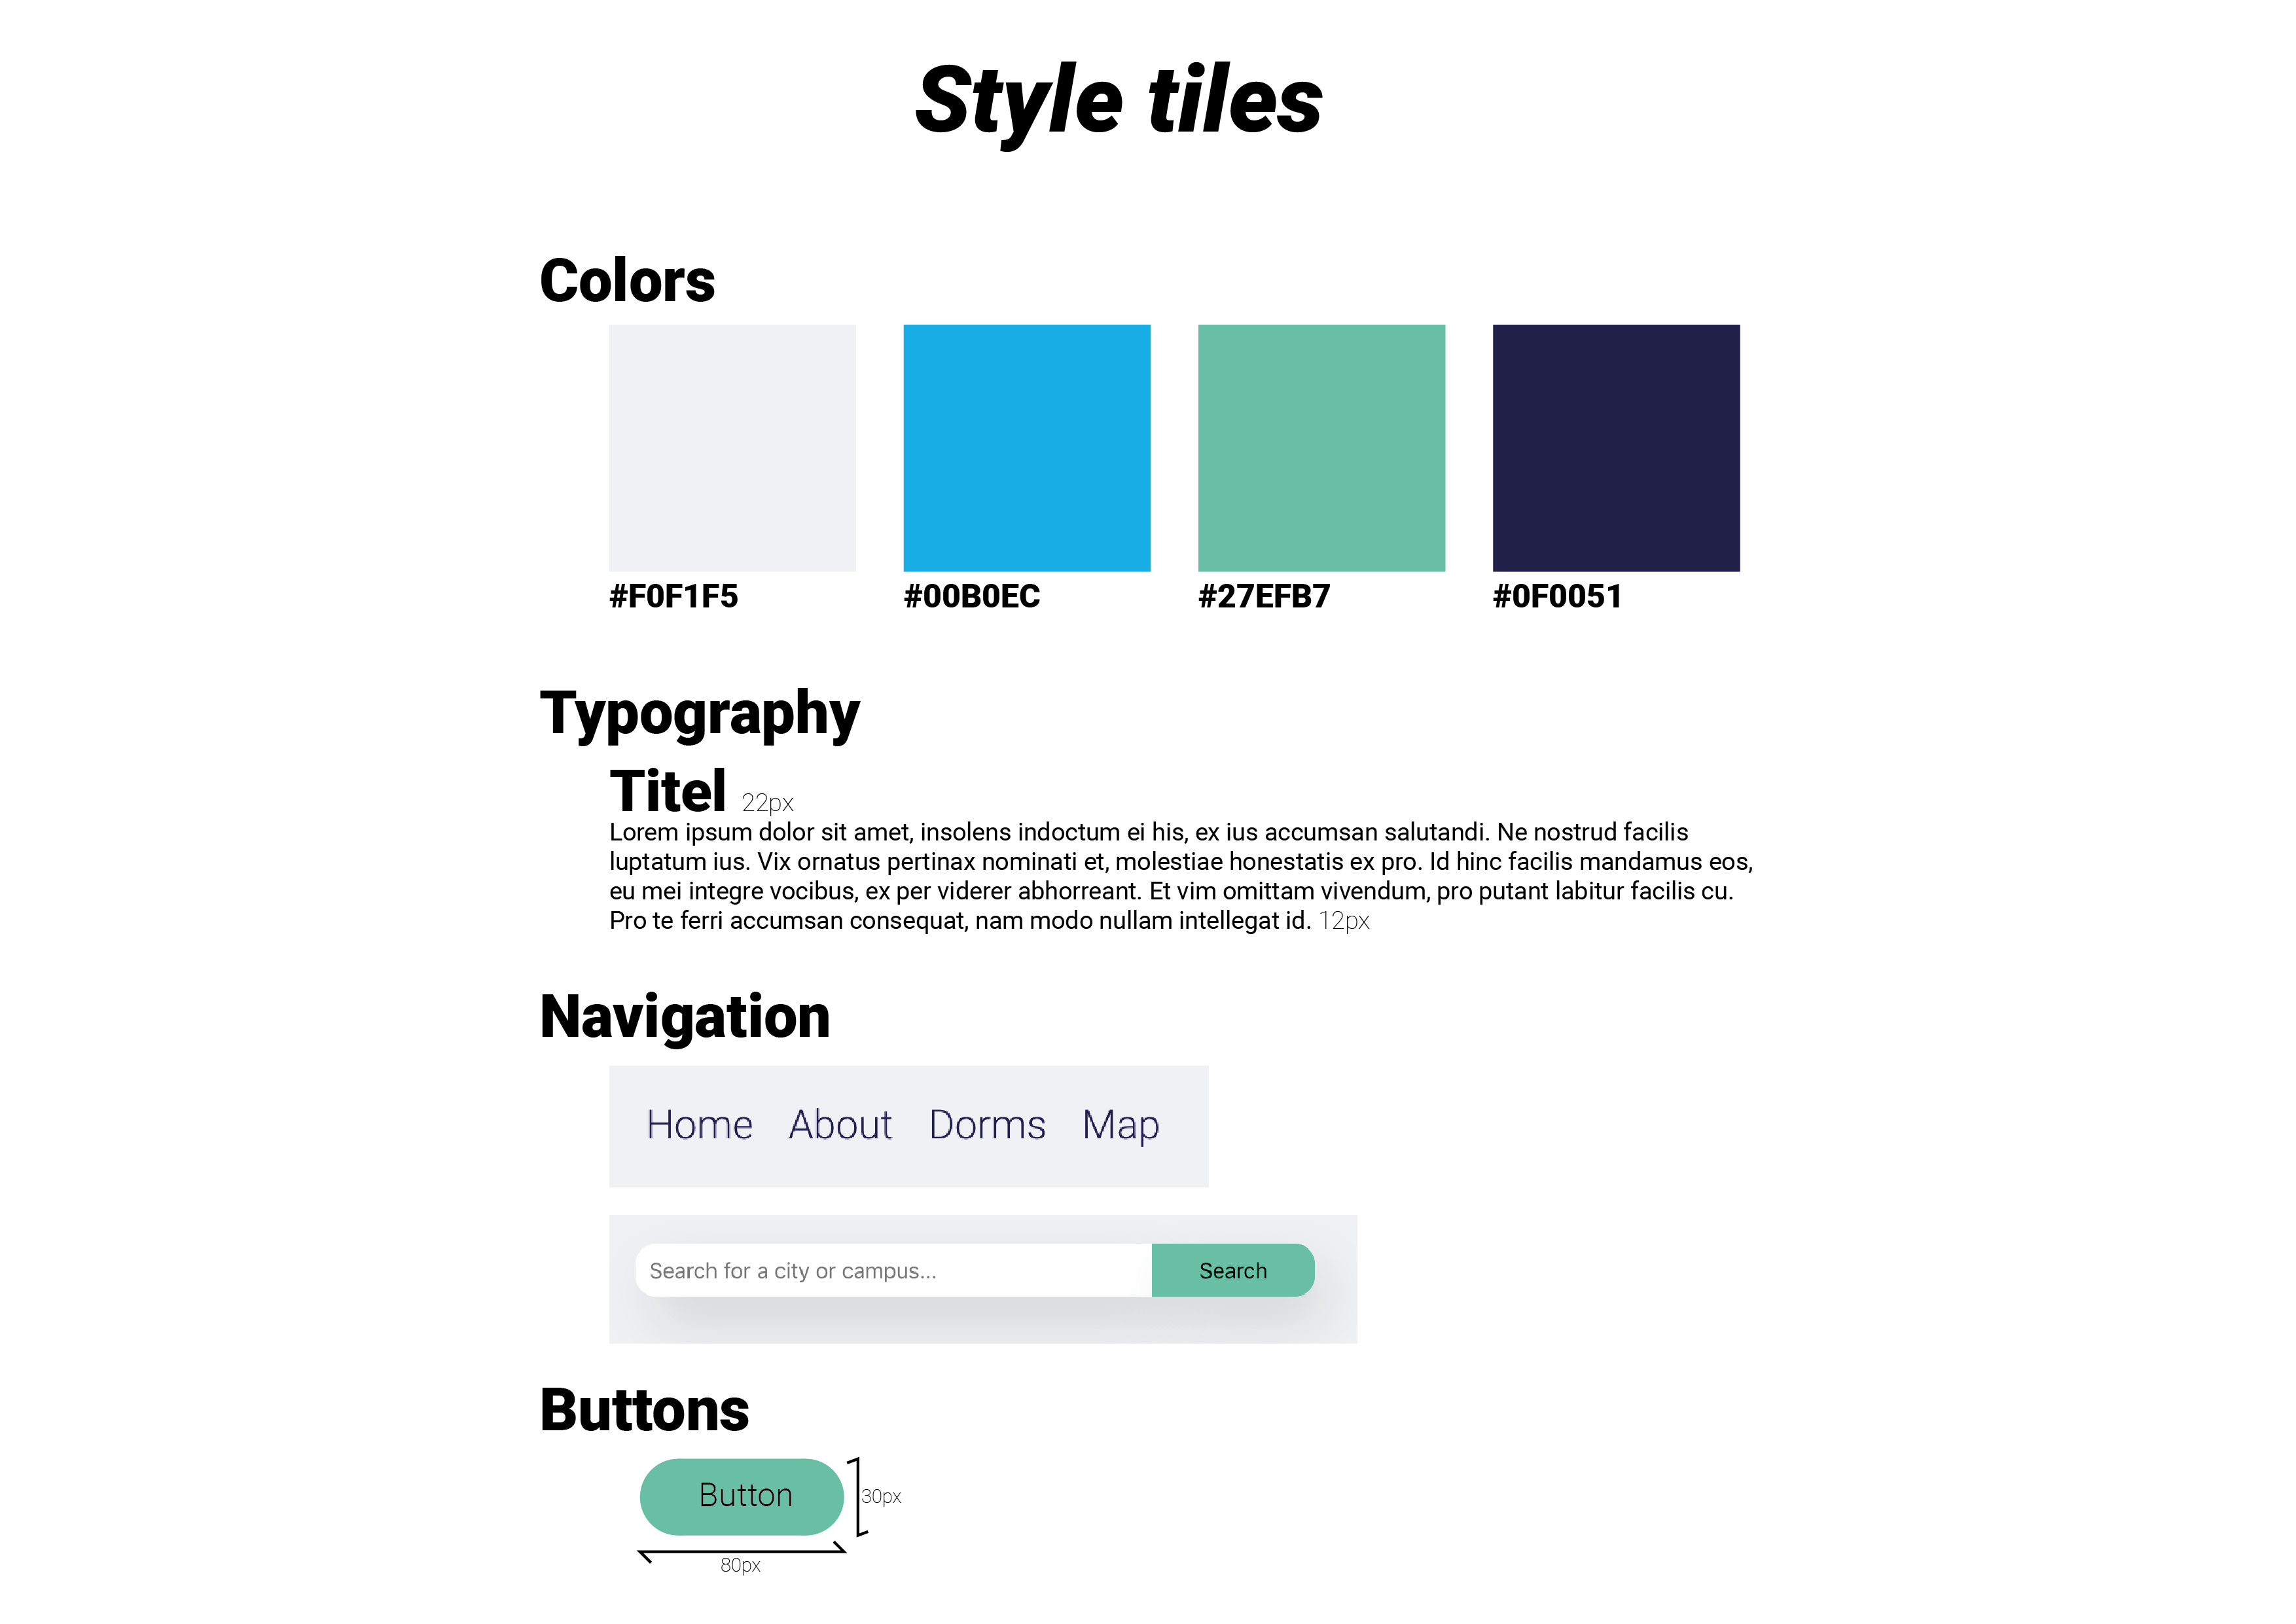 Style tiles
Colors
#F0F1F5 #00B0EC #27EFB7 #0F0051
Typography
Titel 22px
Lorem ipsum dolor sit amet, insolens indoctum ei his, ex ius accumsan salutandi. Ne nostrud facilis
luptatum ius. Vix ornatus pertinax nominati et, molestiae honestatis ex pro. Id hinc facilis mandamus eos,
eu mei integre vocibus, ex per viderer abhorreant. Et vim omittam vivendum, pro putant labitur facilis cu.
Pro te ferri accumsan consequat, nam modo nullam intellegat id. 12px
Navigation
Home About Dorms Map
Search for a city or campus... Search
Buttons
Button 30px
80px